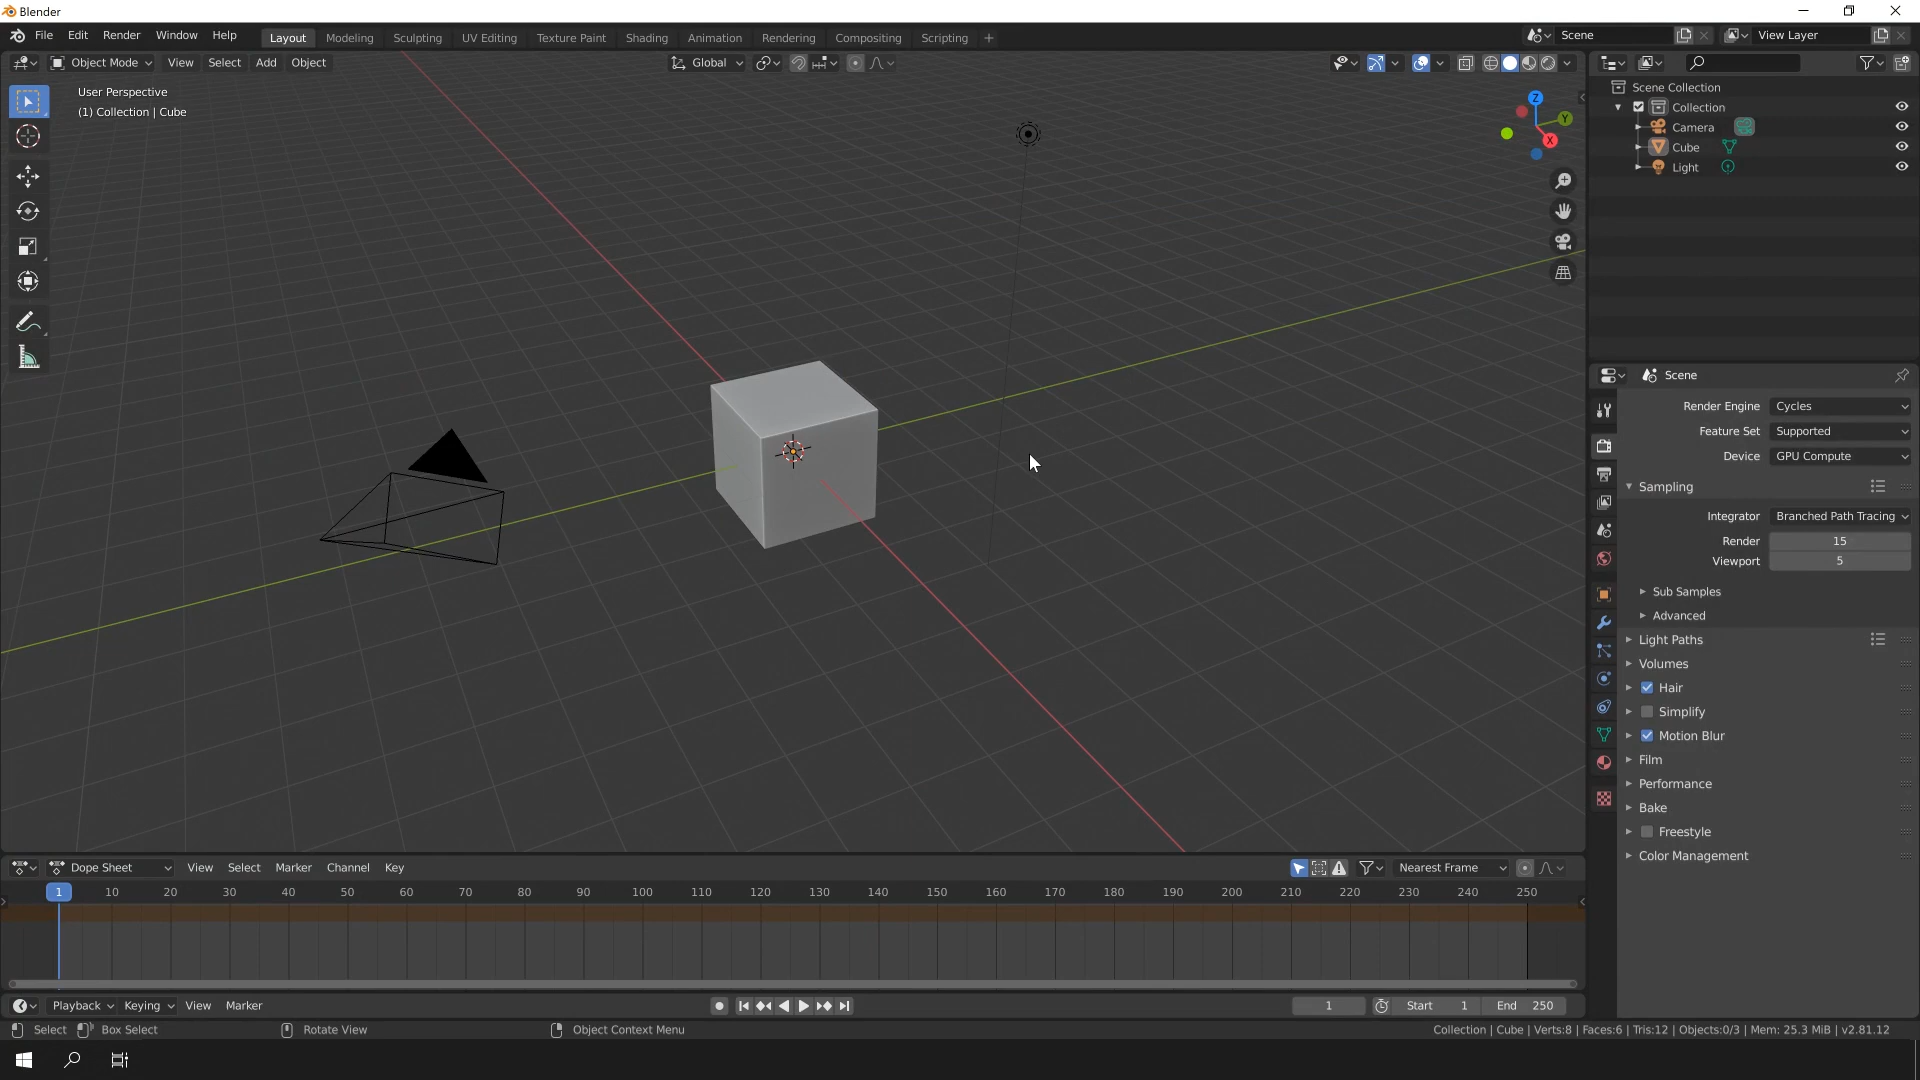 Blender
File Edit Render Window Help Layout Modeling Sculpting UV Editing Texture Paint Shading Animation Rendering Compositing Scripting + Scene View Layer
Object Mode View Select Add Object Global
User Perspective
(1) Collection | Cube
Z
Y
X
Scene Collection
Collection
Camera
Cube
Light
Scene
Render Engine Cycles
Feature Set Supported
Device GPU Compute
Sampling
Integrator Branched Path Tracing
Render 15
Viewport 5
Sub Samples
Advanced
Light Paths
Volumes
Hair
Simplify
Motion Blur
Film
Performance
Bake
Freestyle
Color Management
Dope Sheet View Select Marker Channel Key Nearest Frame
1 10 20 30 40 50 60 70 80 90 100 110 120 130 140 150 160 170 180 190 200 210 220 230 240 250
Playback Keying View Marker 1 Start 1 End 250
Select Box Select Rotate View Object Context Menu Collection | Cube | Verts:8 | Faces:6 | Tris:12 | Objects:0/3 | Mem: 25.3 MiB | v2.81.12